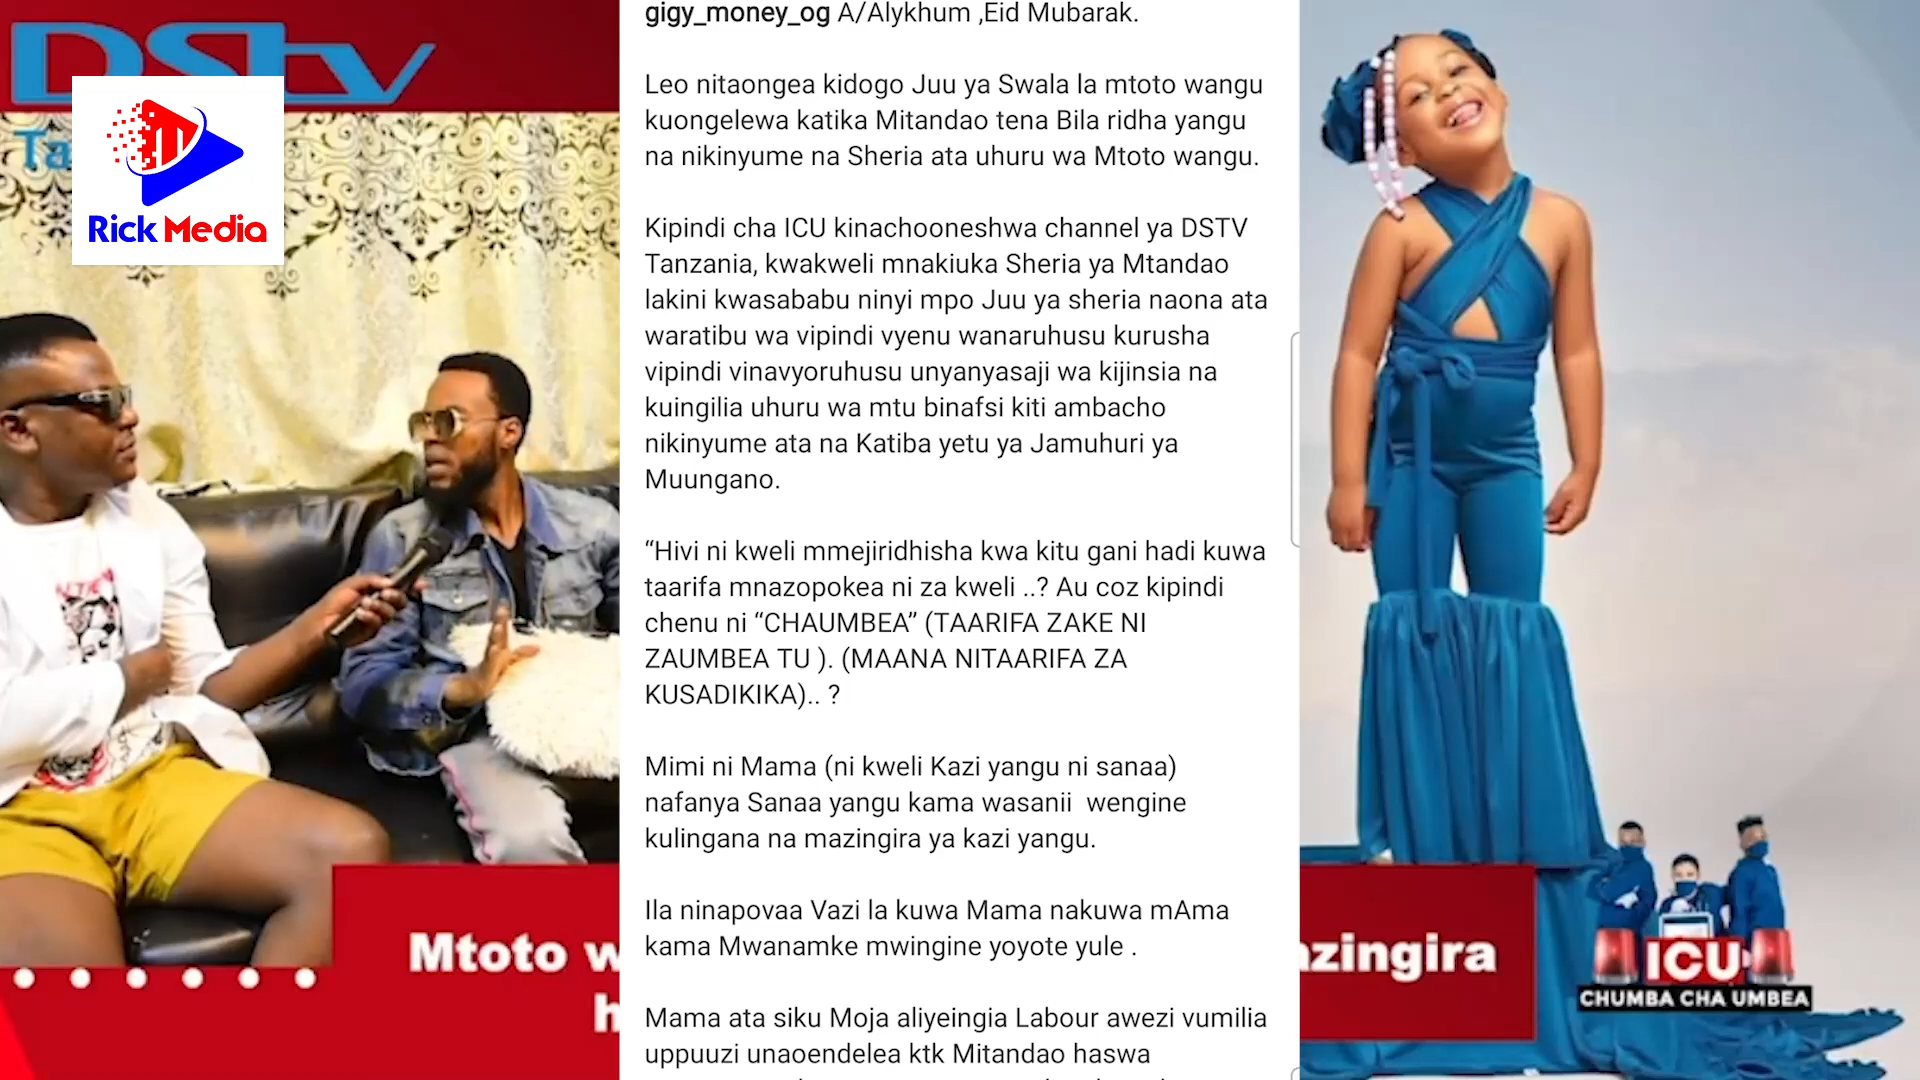 DStv
Ta
Rick Media
gigy_money_og A/Alykhum ,Eid Mubarak.
Leo nitaongea kidogo Juu ya Swala la mtoto wangu
kuongelewa katika Mitandao tena Bila ridha yangu
na nikinyume na Sheria ata uhuru wa Mtoto wangu.
Kipindi cha ICU kinachooneshwa channel ya DSTV
Tanzania, kwakweli mnakiuka Sheria ya Mtandao
lakini kwasababu ninyi mpo Juu ya sheria naona ata
waratibu wa vipindi vyenu wanaruhusu kurusha
vipindi vinavyoruhusu unyanyasaji wa kijinsia na
kuingilia uhuru wa mtu binafsi kiti ambacho
nikinyume ata na Katiba yetu ya Jamuhuri ya
Muungano.
“Hivi ni kweli mmejiridhisha kwa kitu gani hadi kuwa
taarifa mnazopokea ni za kweli ..? Au coz kipindi
chenu ni “CHAUMBEA” (TAARIFA ZAKE NI
ZAUMBEA TU ). (MAANA NITAARIFA ZA
KUSADIKIKA).. ?
Mimi ni Mama (ni kweli Kazi yangu ni sanaa)
nafanya Sanaa yangu kama wasanii  wengine
kulingana na mazingira ya kazi yangu.
Ila ninapovaa Vazi la kuwa Mama nakuwa mAma
kama Mwanamke mwingine yoyote yule .
Mama ata siku Moja aliyeingia Labour awezi vumilia
uppuuzi unaoendelea ktk Mitandao haswa
Mtoto w
h
azingira
ICU
CHUMBA CHA UMBEA